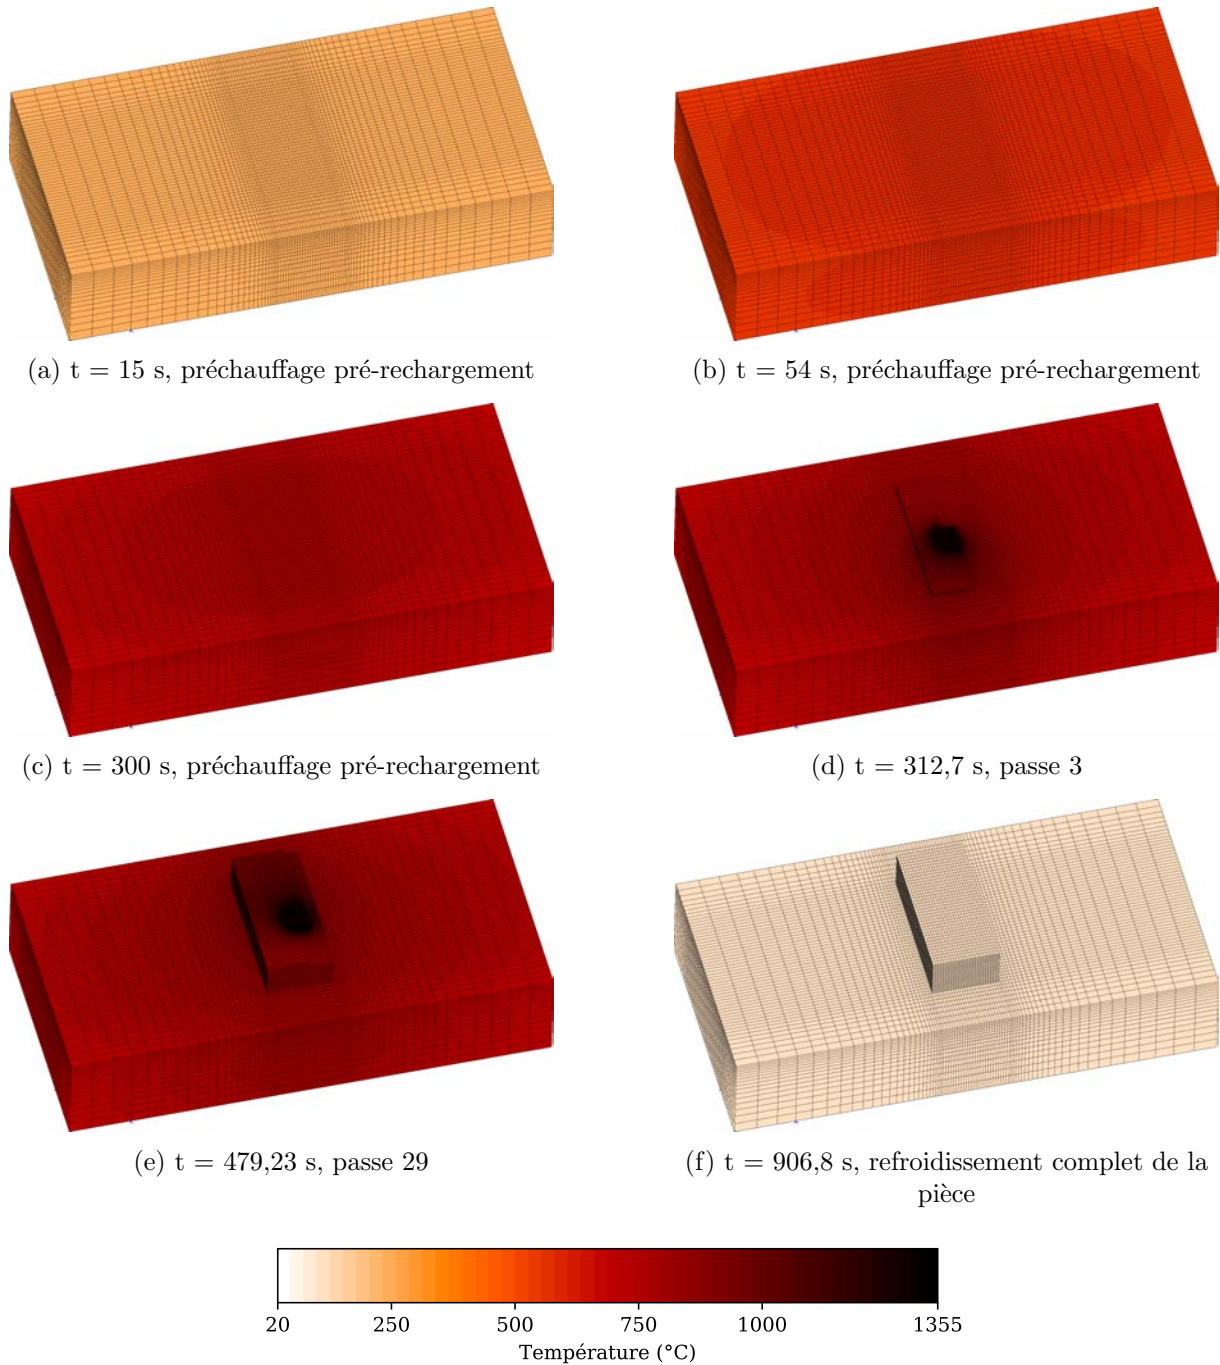 (a) t = 15 s, préchauffage pré-rechargement
(b) t = 54 s, préchauffage pré-rechargement
(c) t = 300 s, préchauffage pré-rechargement
(d) t = 312,7 s, passe 3
(e) t = 479,23 s, passe 29
(f) t = 906,8 s, refroidissement complet de la
pièce
20 250 500 750 1000 1355
Température (°C)